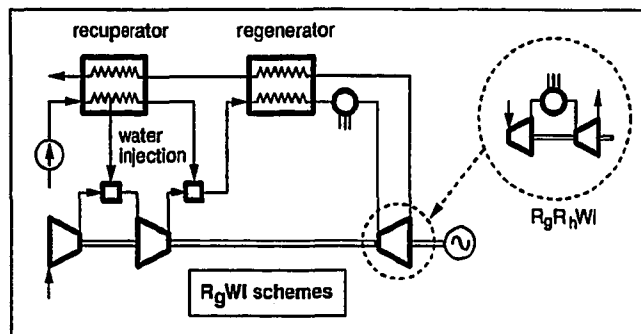 recuperator
regenerator
water
injection
RgRhWI
RgWI schemes